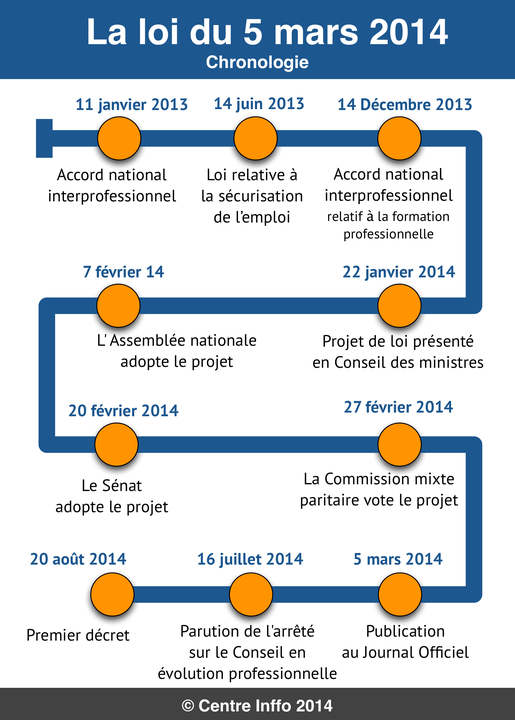 La loi du 5 mars 2014
Chronologie
11 janvier 2013
Accord national
interprofessionnel
14 juin 2013
Loi relative à
la sécurisation
de l'emploi
14 Décembre 2013
Accord national
interprofessionnel
relatif à la formation
professionnelle
22 janvier 2014
Projet de loi présenté
en Conseil des ministres
7 février 14
L' Assemblée nationale
adopte le projet
20 février 2014
Le Sénat
adopte le projet
27 février 2014
La Commission mixte
paritaire vote le projet
5 mars 2014
Publication
au Journal Officiel
16 juillet 2014
Parution de l'arrêté
sur le Conseil en
évolution professionnelle
20 août 2014
Premier décret
© Centre Inffo 2014